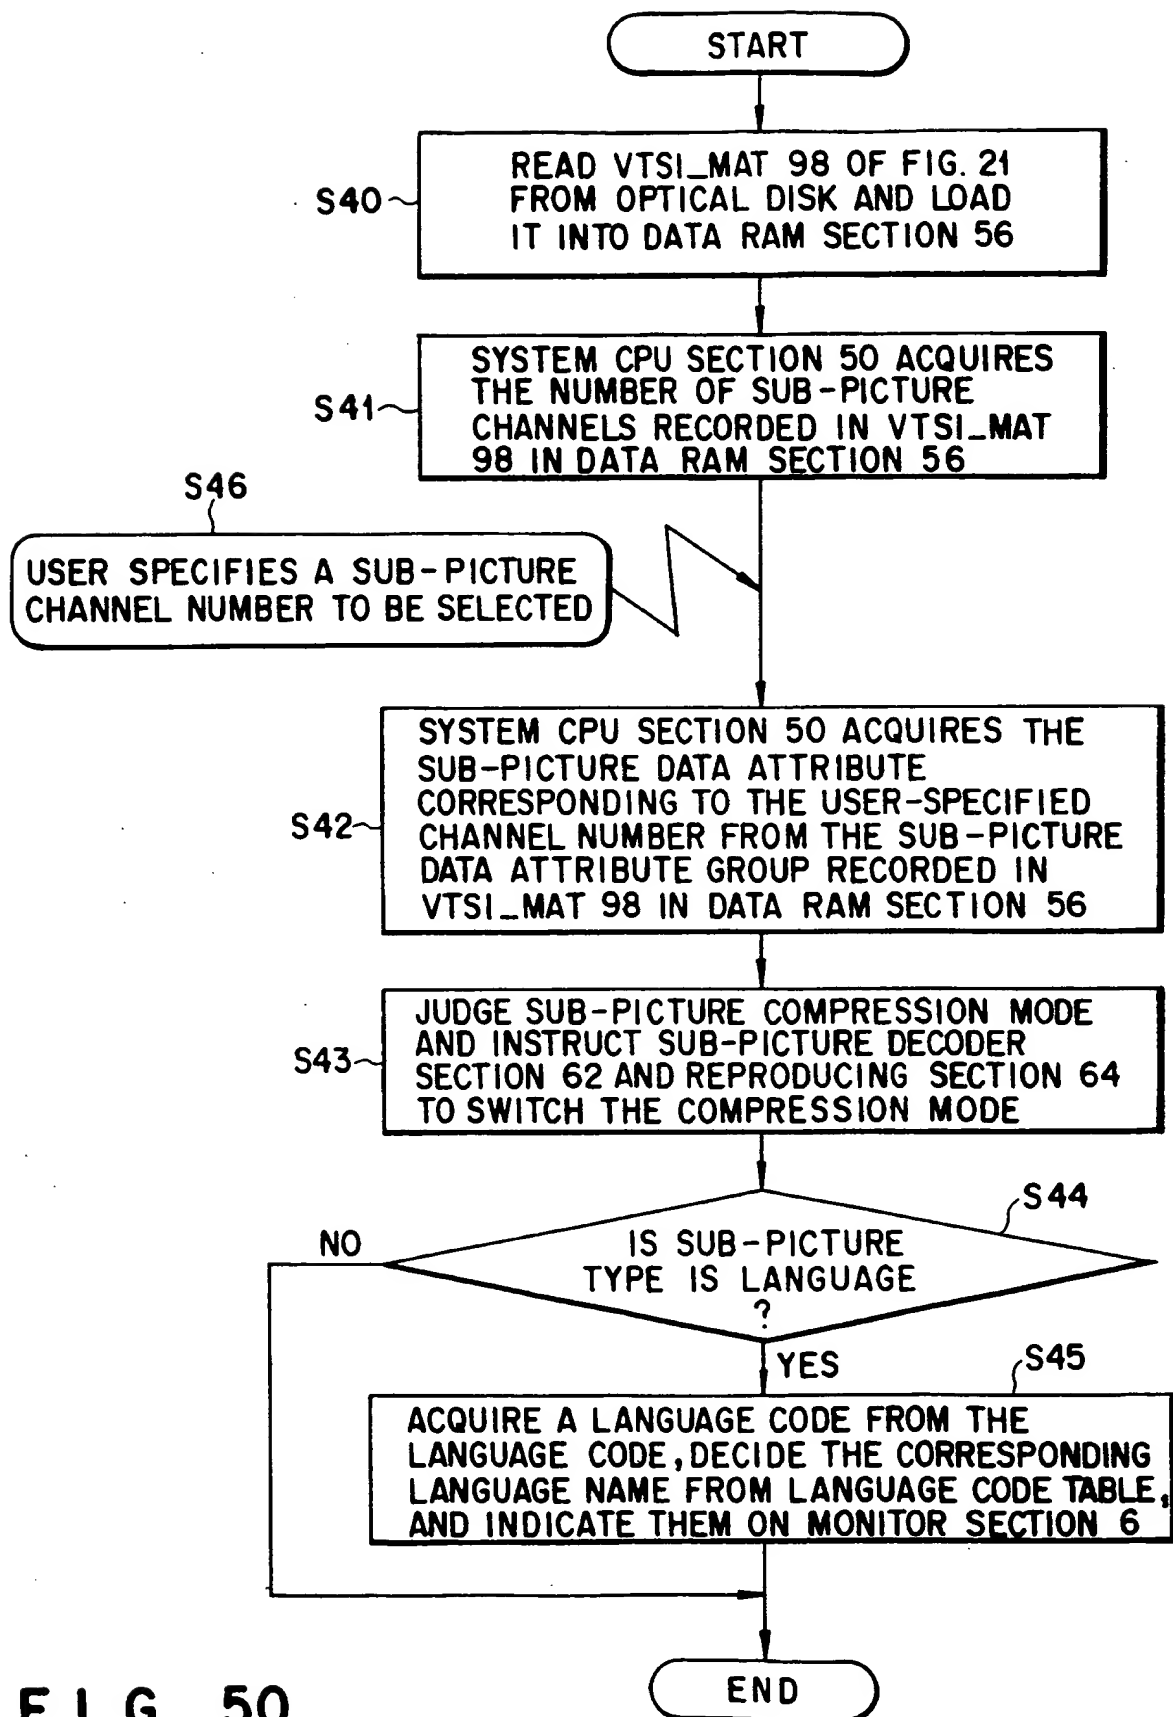 START
S40
READ VTSI_MAT 98 OF FIG. 21
FROM OPTICAL DISK AND LOAD
IT INTO DATA RAM SECTION 56
S41
SYSTEM CPU SECTION 50 ACQUIRES
THE NUMBER OF SUB-PICTURE
CHANNELS RECORDED IN VTSI_MAT
98 IN DATA RAM SECTION 56
S46
USER SPECIFIES A SUB-PICTURE
CHANNEL NUMBER TO BE SELECTED
S42
SYSTEM CPU SECTION 50 ACQUIRES THE
SUB-PICTURE DATA ATTRIBUTE
CORRESPONDING TO THE USER-SPECIFIED
CHANNEL NUMBER FROM THE SUB-PICTURE
DATA ATTRIBUTE GROUP RECORDED IN
VTSI_MAT 98 IN DATA RAM SECTION 56
S43
JUDGE SUB-PICTURE COMPRESSION MODE
AND INSTRUCT SUB-PICTURE DECODER
SECTION 62 AND REPRODUCING SECTION 64
TO SWITCH THE COMPRESSION MODE
S44
NO
IS SUB-PICTURE
TYPE IS LANGUAGE
?
YES
S45
ACQUIRE A LANGUAGE CODE FROM THE
LANGUAGE CODE, DECIDE THE CORRESPONDING
LANGUAGE NAME FROM LANGUAGE CODE TABLE,
AND INDICATE THEM ON MONITOR SECTION 6
END
FIG. 50